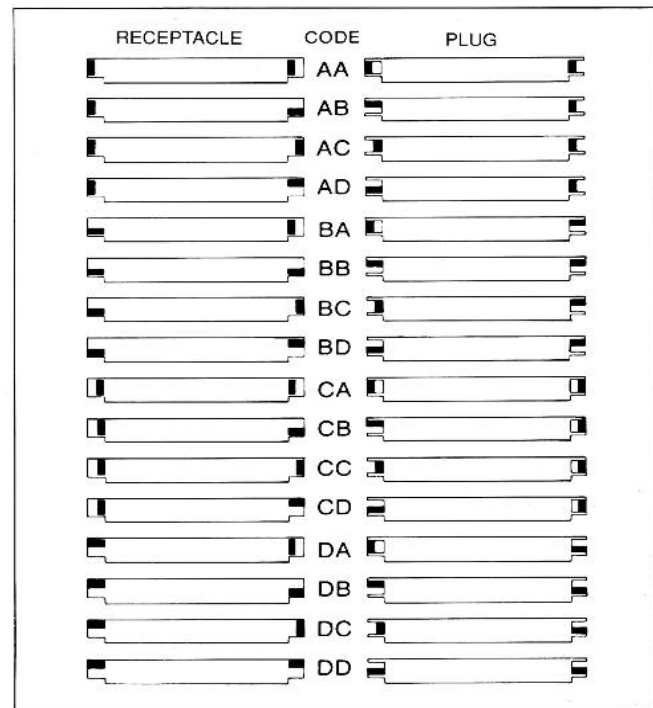 RECEPTACLE CODE PLUG
AA
AB
AC
AD
BA
BB
BC
BD
CA
CB
CC
CD
DA
DB
DC
DD